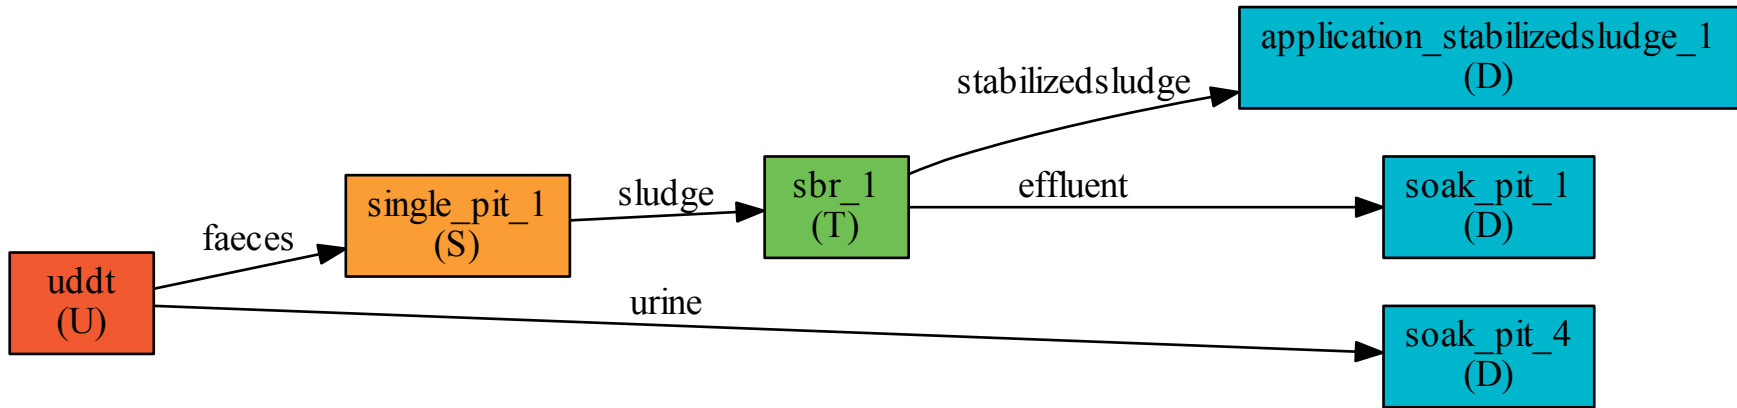 application_stabilizedsludge_1
(D)
stabilizedsludge
single_pit_1
(S)
sludge
sbr_1
(T)
effluent
soak_pit_1
(D)
faeces
uddt
(U)
urine
soak_pit_4
(D)